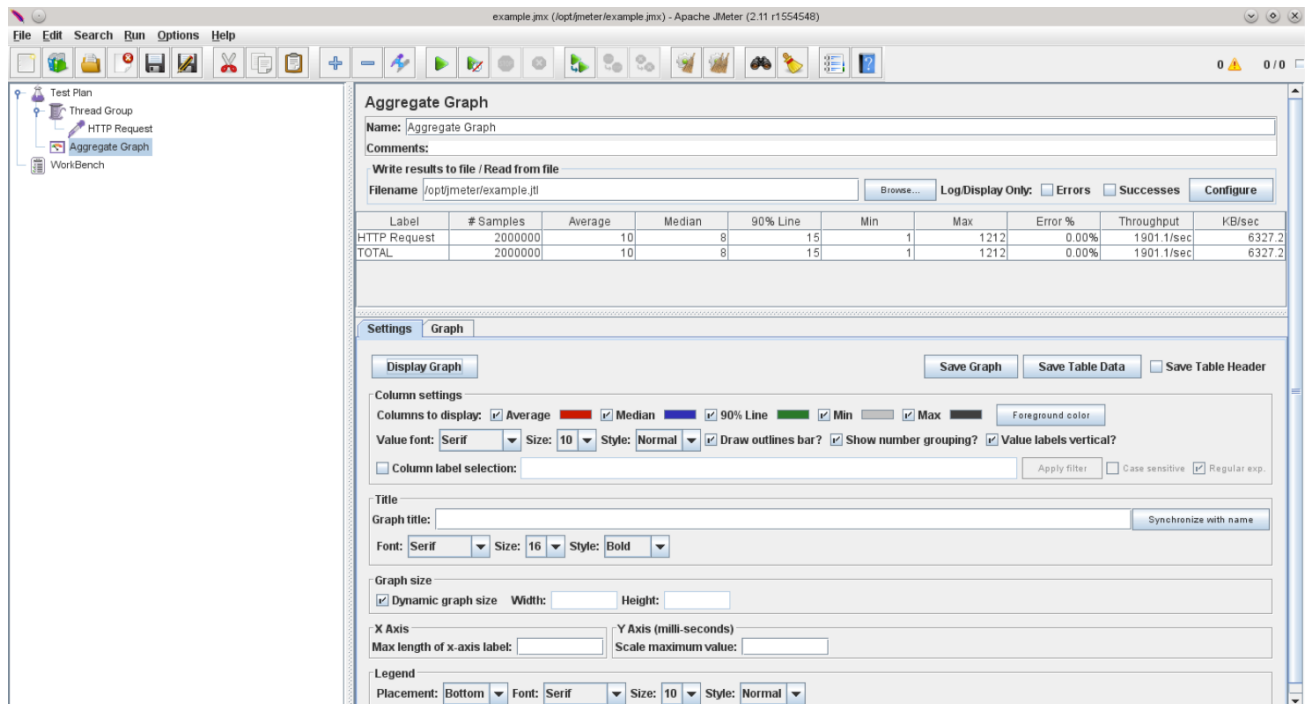 example.jmx (/opt/jmeter/example.jmx) - Apache JMeter (2.11 r1554548)
File Edit Search Run Options Help
0 0 / 0
Test Plan
Thread Group
HTTP Request
Aggregate Graph
WorkBench
Aggregate Graph
Name: Aggregate Graph
Comments:
Write results to file / Read from file
Filename /opt/jmeter/example.jtl Browse... Log/Display Only: Errors Successes Configure
Label # Samples Average Median 90% Line Min Max Error % Throughput KB/sec
HTTP Request 2000000 10 8 15 1 1212 0.00% 1901.1/sec 6327.2
TOTAL 2000000 10 8 15 1 1212 0.00% 1901.1/sec 6327.2
Settings Graph
Display Graph Save Graph Save Table Data Save Table Header
Column settings
Columns to display: Average Median 90% Line Min Max Foreground color
Value font: Serif Size: 10 Style: Normal Draw outlines bar? Show number grouping? Value labels vertical?
Column label selection: Apply filter Case sensitive Regular exp.
Title
Graph title: Synchronize with name
Font: Serif Size: 16 Style: Bold
Graph size
Dynamic graph size Width: Height:
X Axis Y Axis (milli-seconds)
Max length of x-axis label: Scale maximum value:
Legend
Placement: Bottom Font: Serif Size: 10 Style: Normal